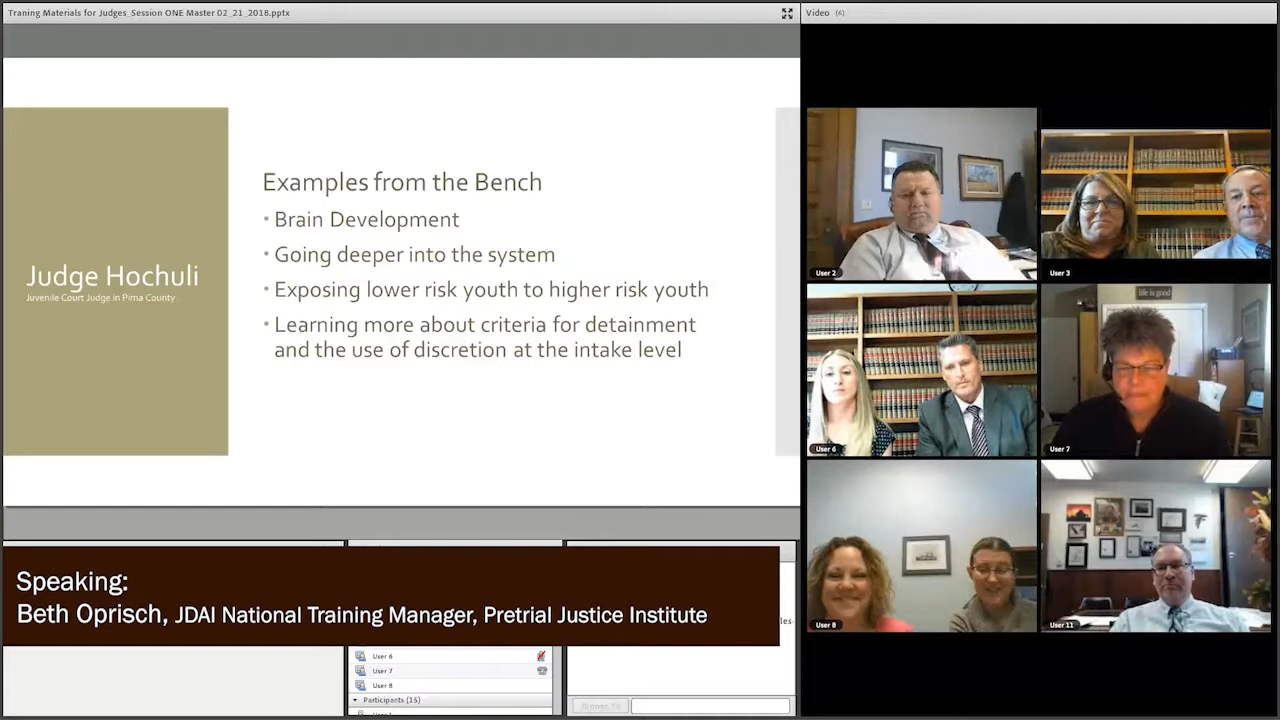 Traning Materials for Judges_Session ONE Master 02_21_2018.pptx
Video (6)
Judge Hochuli
Juvenile Court Judge in Pima County
Examples from the Bench
• Brain Development
• Going deeper into the system
• Exposing lower risk youth to higher risk youth
• Learning more about criteria for detainment
and the use of discretion at the intake level
User 2
User 3
life is good
User 6
User 7
User 8
User 11
Speaking:
Beth Oprisch, JDAI National Training Manager, Pretrial Justice Institute
User 6
User 7
User 8
Participants (15)
Browse To